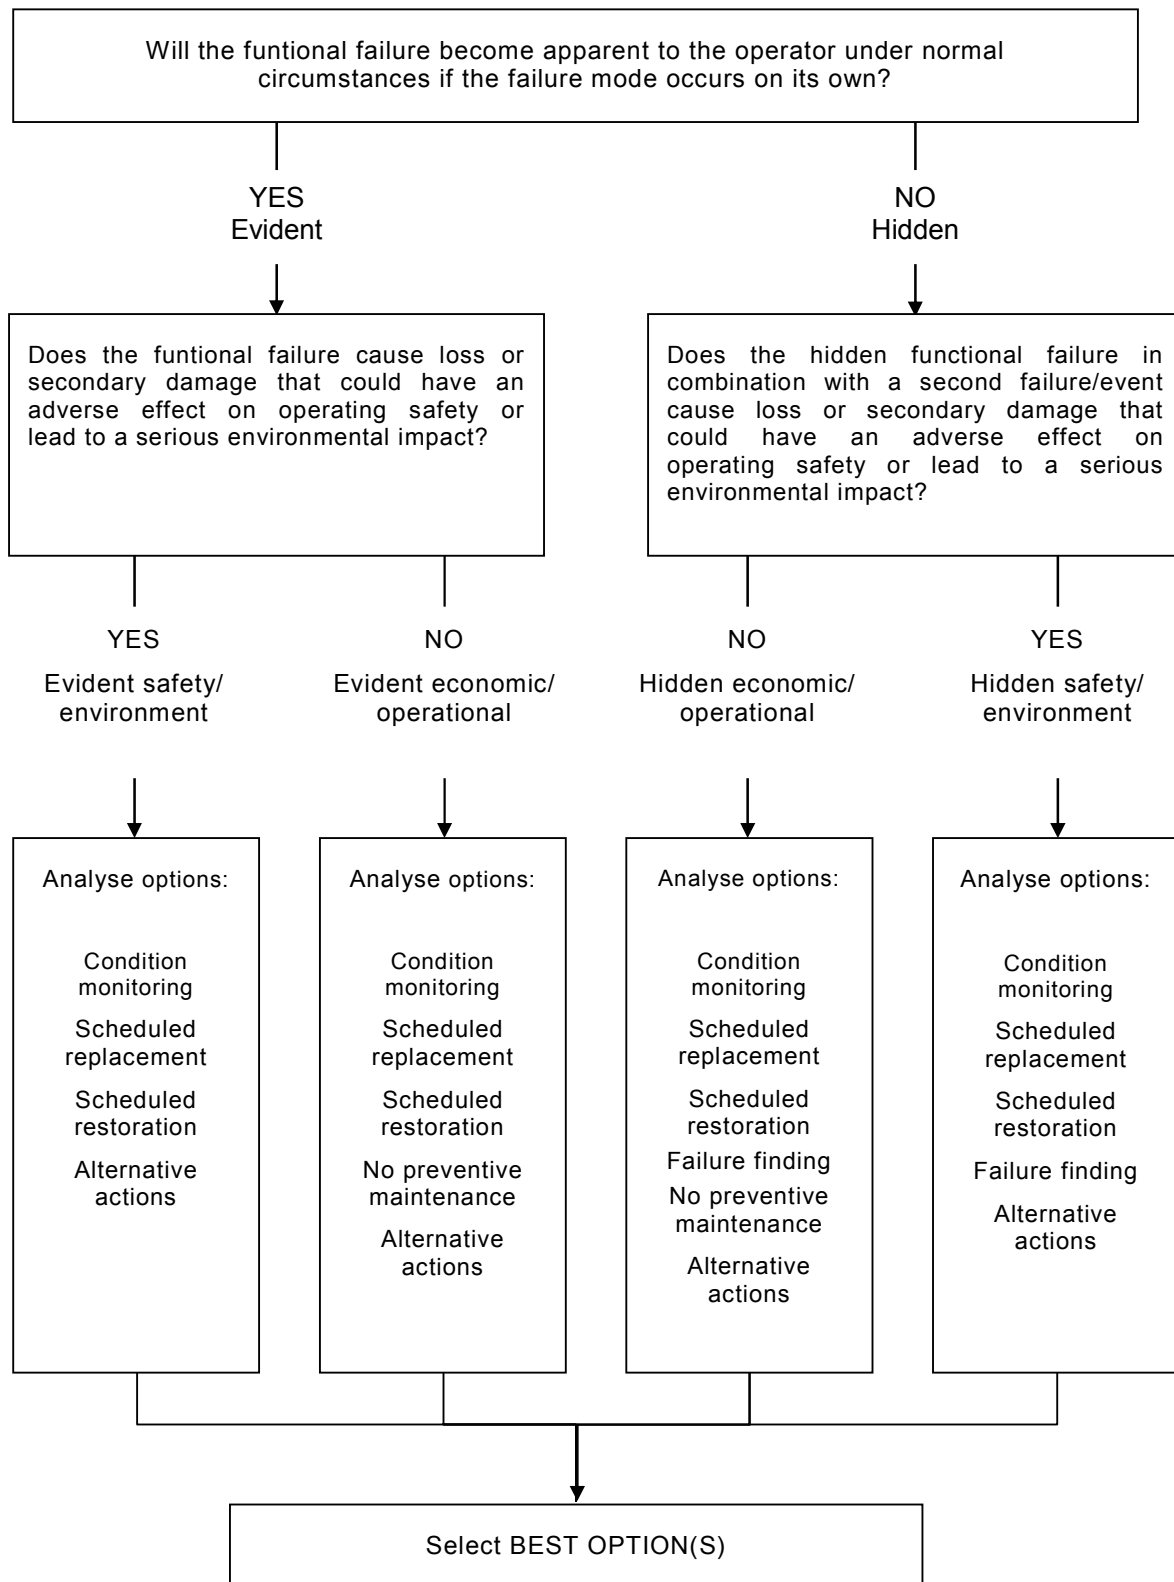 Will the funtional failure become apparent to the operator under normal
circumstances if the failure mode occurs on its own?
YES
Evident
NO
Hidden
Does the funtional failure cause loss or
secondary damage that could have an
adverse effect on operating safety or
lead to a serious environmental impact?
Does the hidden functional failure in
combination with a second failure/event
cause loss or secondary damage that
could have an adverse effect on
operating safety or lead to a serious
environmental impact?
YES
Evident safety/
environment
NO
Evident economic/
operational
NO
Hidden economic/
operational
YES
Hidden safety/
environment
Analyse options:
Condition
monitoring
Scheduled
replacement
Scheduled
restoration
Alternative
actions
Analyse options:
Condition
monitoring
Scheduled
replacement
Scheduled
restoration
No preventive
maintenance
Alternative
actions
Analyse options:
Condition
monitoring
Scheduled
replacement
Scheduled
restoration
Failure finding
No preventive
maintenance
Alternative
actions
Analyse options:
Condition
monitoring
Scheduled
replacement
Scheduled
restoration
Failure finding
Alternative
actions
Select BEST OPTION(S)